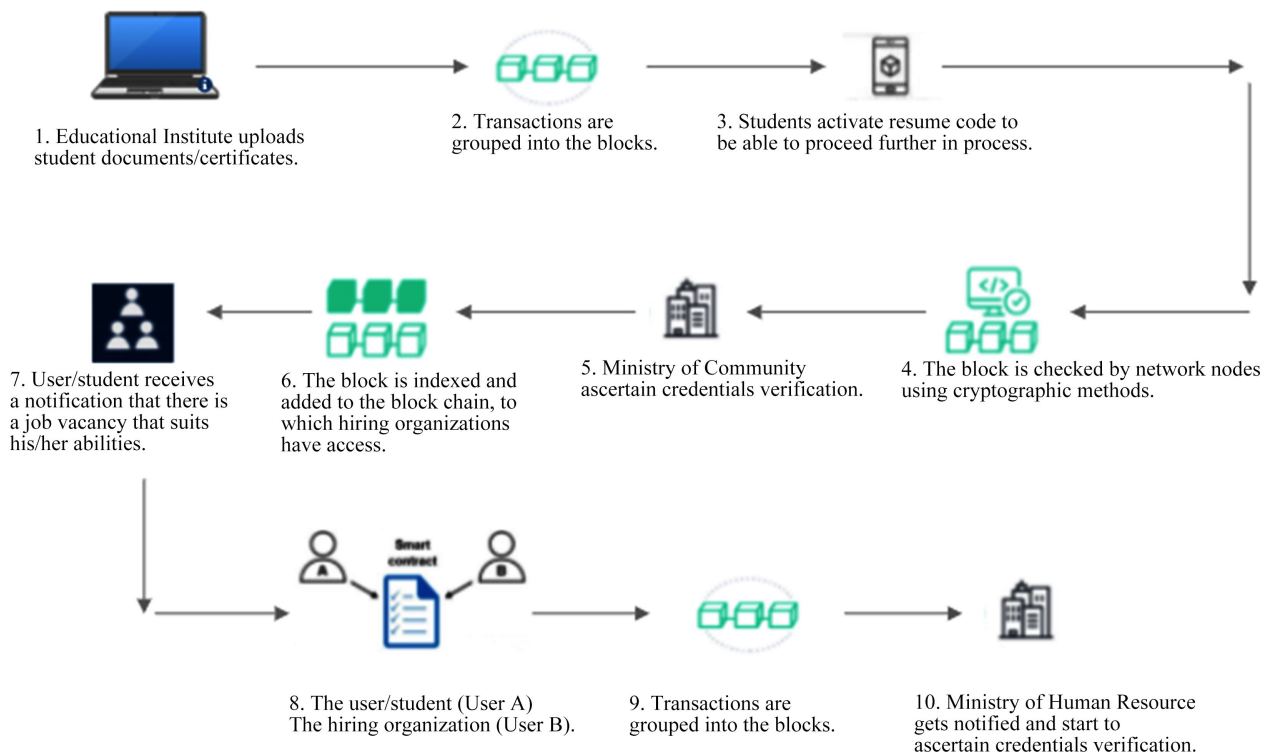 1. Educational Institute uploads
student documents/certificates.
2. Transactions are
grouped into the blocks.
3. Students activate resume code to
be able to proceed further in process.
7. User/student receives
a notification that there is
a job vacancy that suits
his/her abilities.
6. The block is indexed and
added to the block chain, to
which hiring organizations
have access.
5. Ministry of Community
ascertain credentials verification.
</>
4. The block is checked by network nodes
using cryptographic methods.
A
Smart
contract
B
8. The user/student (User A)
The hiring organization (User B).
9. Transactions are
grouped into the blocks.
10. Ministry of Human Resource
gets notified and start to
ascertain credentials verification.